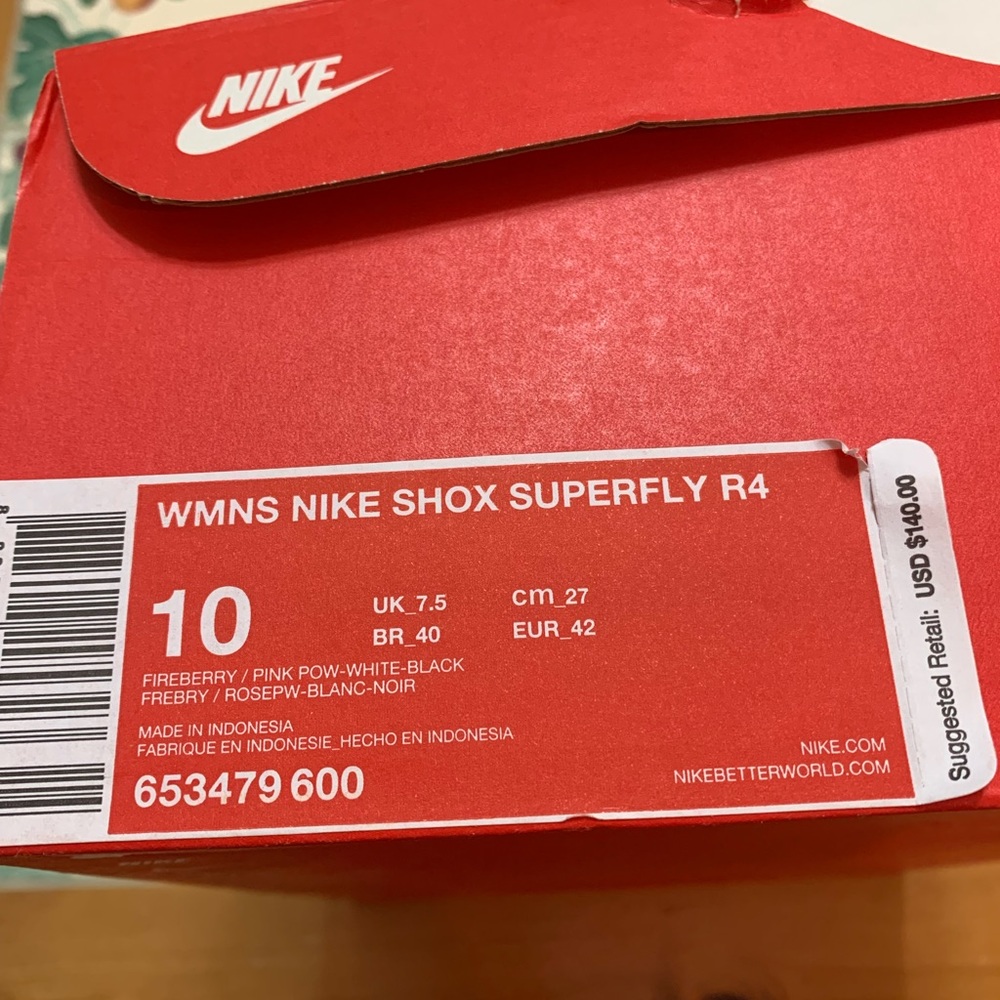 NIKE
WMNS NIKE SHOX SUPERFLY R4
10
UK_7.5
cm_27
BR_40
EUR_42
FIREBERRY / PINK POW-WHITE-BLACK
FREBRY / ROSEPW-BLANC-NOIR
MADE IN INDONESIA
FABRIQUE EN INDONESIE_HECHO EN INDONESIA
653479 600
NIKE.COM
NIKEBETTERWORLD.COM
Suggested Retail: USD $140.00
NIKE